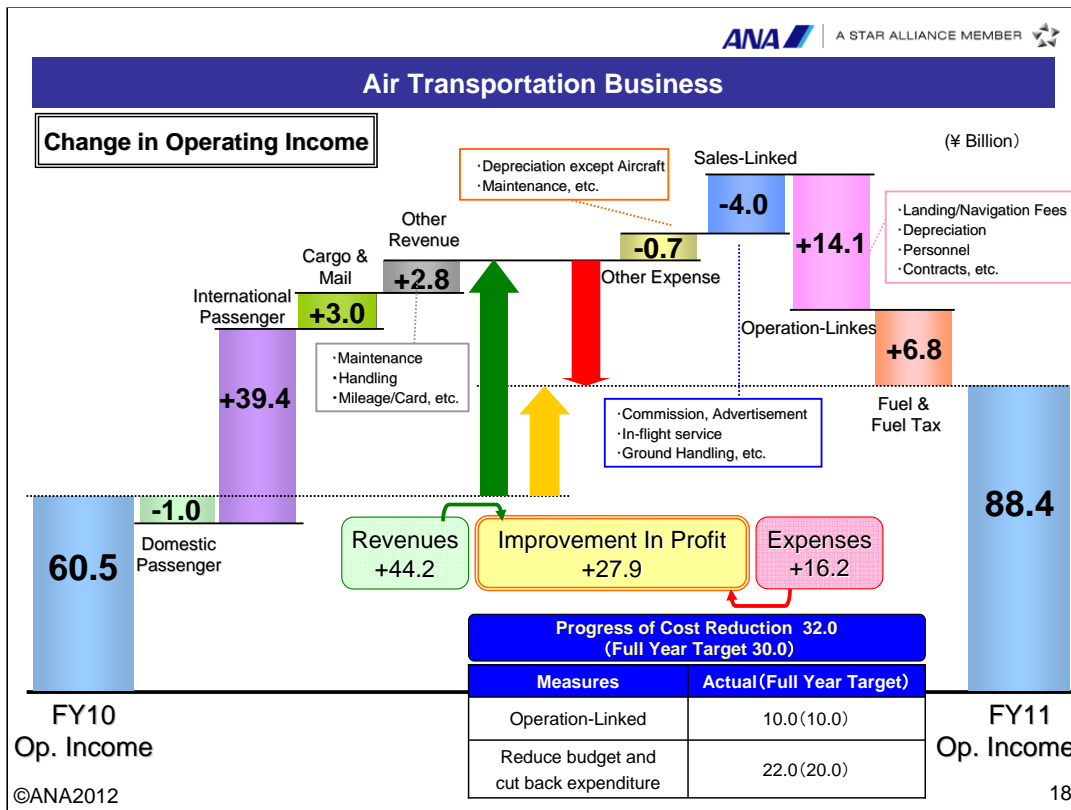 ANA
A STAR ALLIANCE MEMBER
Air Transportation Business
Change in Operating Income
(¥ Billion）
・Depreciation except Aircraft
・Maintenance, etc.
Sales-Linked
-4.0
+14.1
・Landing/Navigation Fees
・Depreciation
・Personnel
・Contracts, etc.
Other
Revenue
+2.8
-0.7
Other Expense
Cargo &
Mail
+3.0
International
Passenger
+39.4
Operation-Linkes
+6.8
Fuel &
Fuel Tax
・Maintenance
・Handling
・Mileage/Card, etc.
・Commission, Advertisement
・In-flight service
・Ground Handling, etc.
-1.0
Domestic
Passenger
60.5
88.4
Revenues
+44.2
Improvement In Profit
+27.9
Expenses
+16.2
Progress of Cost Reduction 32.0
（Full Year Target 30.0）
Measures Actual（Full Year Target）
Operation-Linked 10.0（10.0）
Reduce budget and
cut back expenditure 22.0（20.0）
FY10
Op. Income
FY11
Op. Income
©ANA2012
18